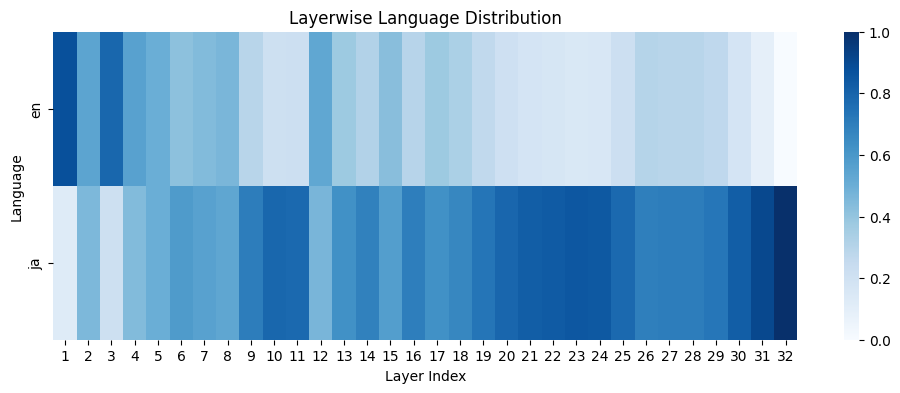 Layerwise Language Distribution
en
ja
Language
1 2 3 4 5 6 7 8 9 10 11 12 13 14 15 16 17 18 19 20 21 22 23 24 25 26 27 28 29 30 31 32
Layer Index
1.0
0.8
0.6
0.4
0.2
0.0